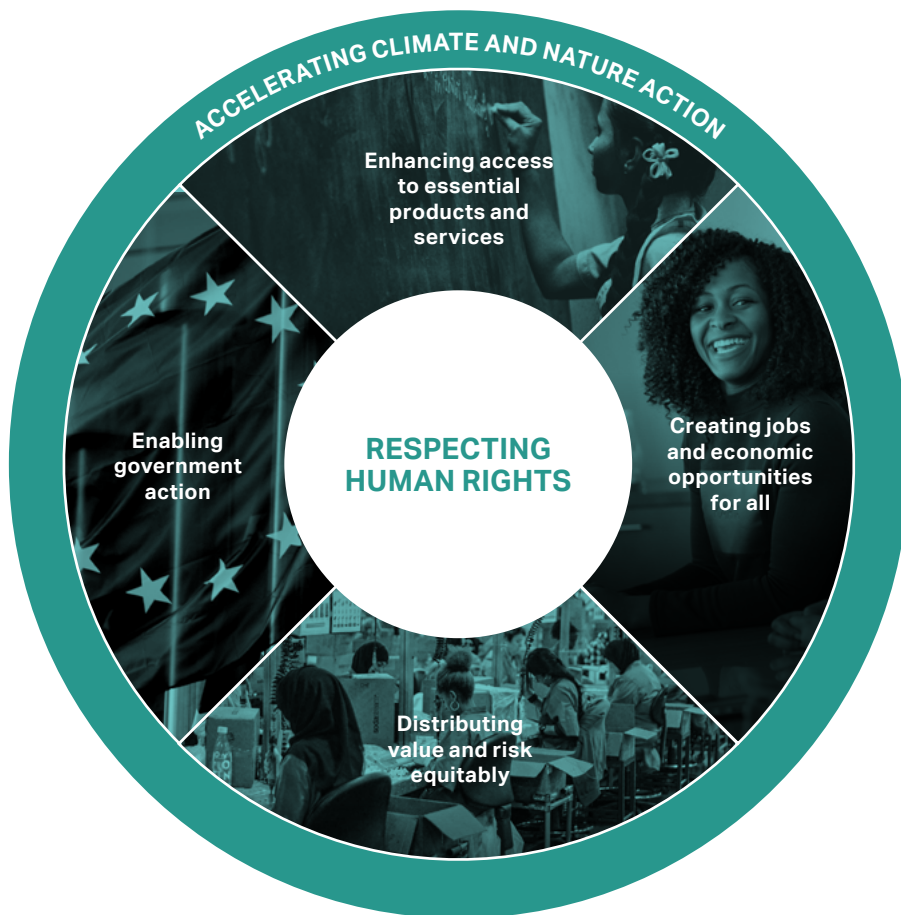 ACCELERATING CLIMATE AND NATURE ACTION
Enhancing access
to essential
products and
services
Enabling
government
action
RESPECTING
HUMAN RIGHTS
Creating jobs
and economic
opportunities
for all
Distributing
value and risk
equitably